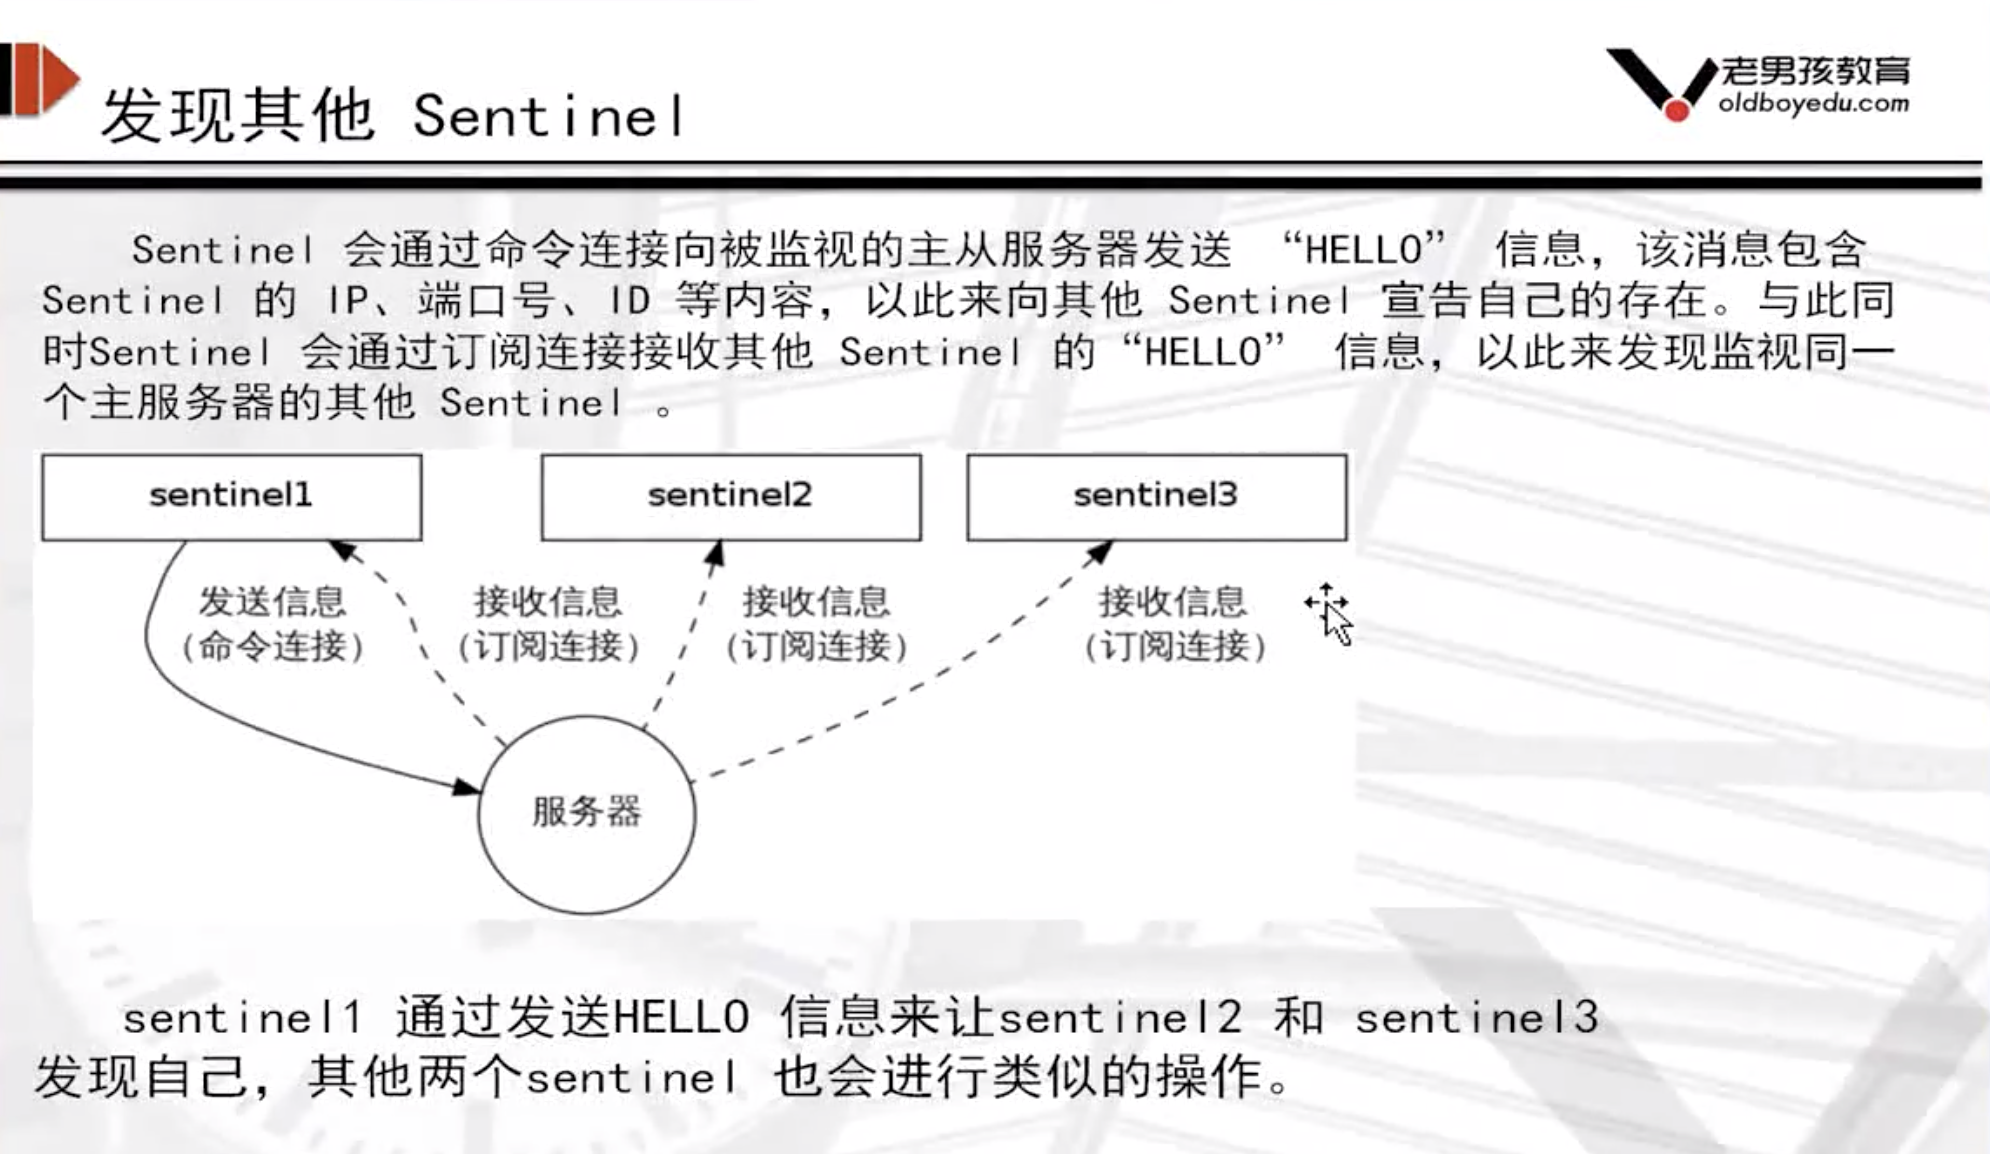 老男孩教育
oldboyedu.com
发现其他 Sentinel
Sentinel 会通过命令连接向被监视的主从服务器发送 “HELLO” 信息，该消息包含
Sentinel 的 IP、端口号、ID 等内容，以此来向其他 Sentinel 宣告自己的存在。与此同
时Sentinel 会通过订阅连接接收其他 Sentinel 的“HELLO” 信息，以此来发现监视同一
个主服务器的其他 Sentinel 。
sentinel1
sentinel2
sentinel3
发送信息
（命令连接）
接收信息
（订阅连接）
接收信息
（订阅连接）
接收信息
（订阅连接）
服务器
sentinel1 通过发送HELLO 信息来让sentinel2 和 sentinel3
发现自己，其他两个sentinel 也会进行类似的操作。